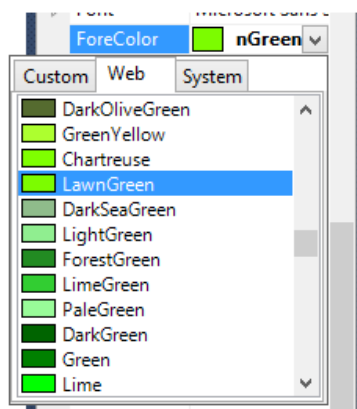 ForeColor nGreen
Custom Web System
DarkOliveGreen
GreenYellow
Chartreuse
LawnGreen
DarkSeaGreen
LightGreen
ForestGreen
LimeGreen
PaleGreen
DarkGreen
Green
Lime